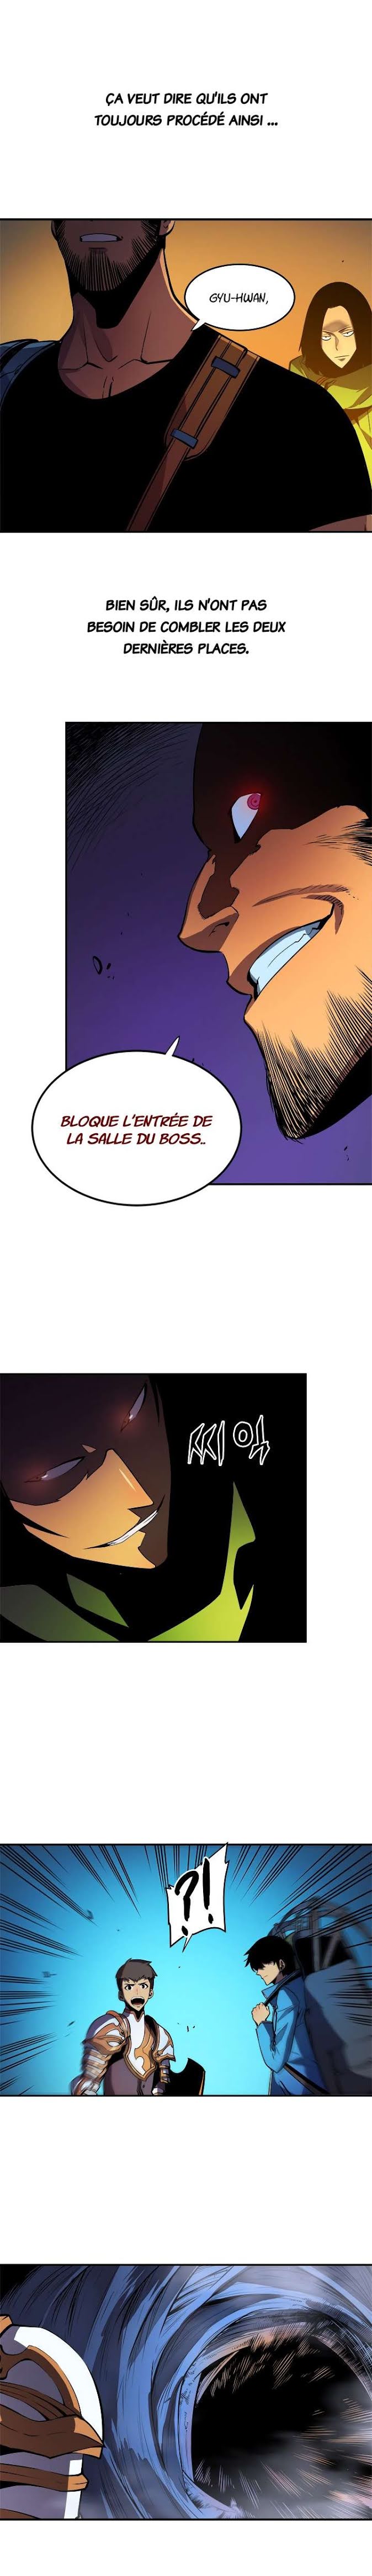 ÇA VEUT DIRE QU'ILS ONT
TOUJOURS PROCÉDÉ AINSI ...
GYU-HWAN,
BIEN SÛR, ILS N'ONT PAS
BESOIN DE COMBLER LES DEUX
DERNIÈRES PLACES.
BLOQUE L'ENTRÉE DE
LA SALLE DU BOSS..
?!